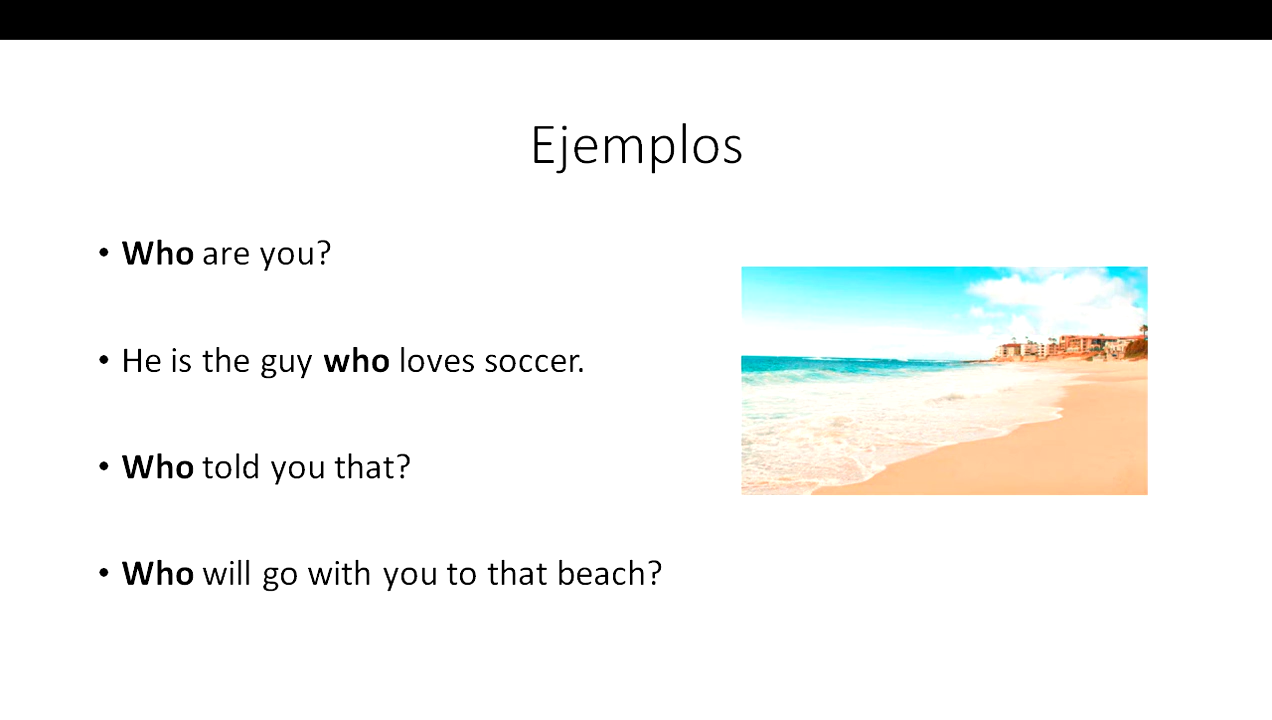 Ejemplos
• Who are you?
• He is the guy who loves soccer.
• Who told you that?
• Who will go with you to that beach?